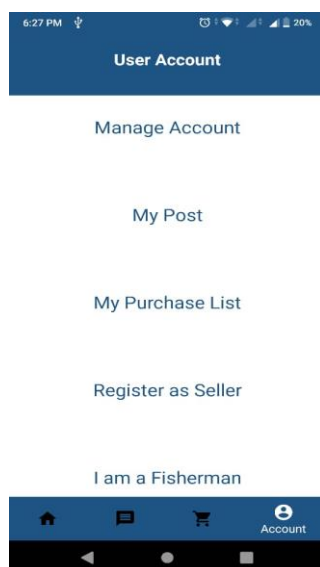 6:27 PM 20%
User Account
Manage Account
My Post
My Purchase List
Register as Seller
I am a Fisherman
Account